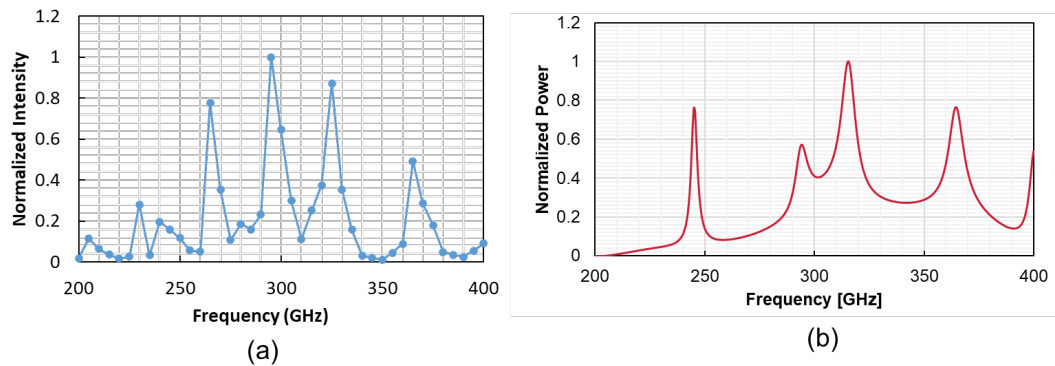 1.2
1
0.8
0.6
0.4
0.2
0
Normalized Intensity
200 250 300 350 400
Frequency (GHz)
(a)
1.2
1.0
0.8
0.6
0.4
0.2
0
Normalized Power
200 250 300 350 400
Frequency [GHz]
(b)